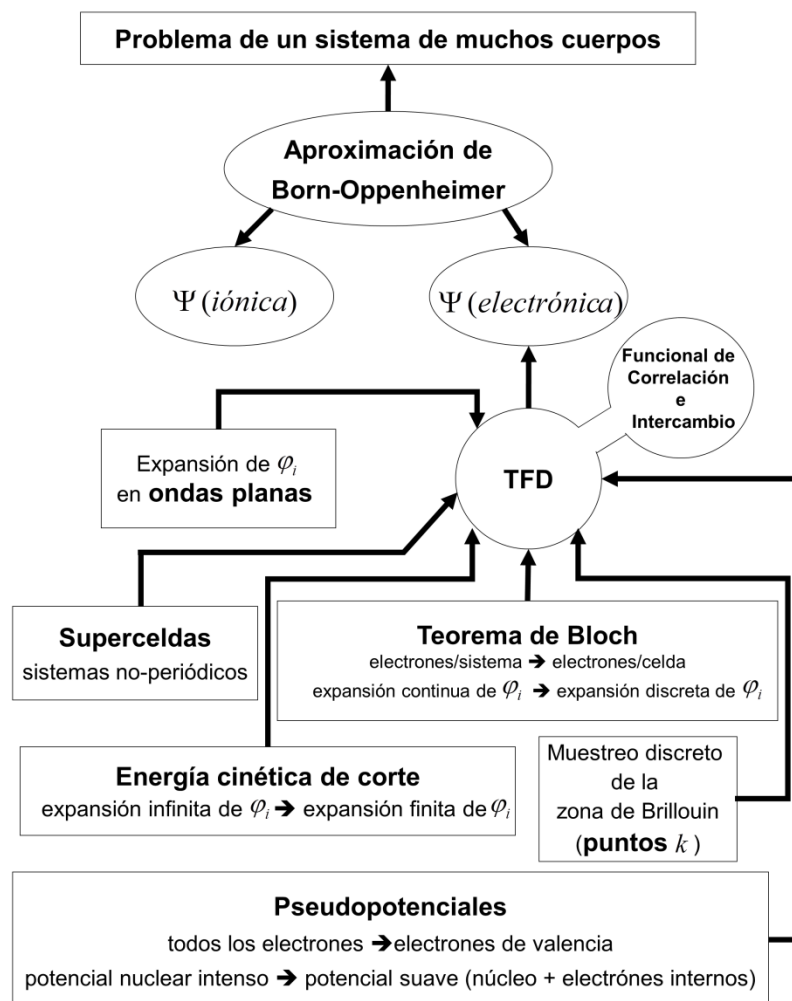 Problema de un sistema de muchos cuerpos
Aproximación de
Born-Oppenheimer
Ψ (iónica)
Ψ (electrónica)
Funcional de
Correlación
e
Intercambio
Expansión de φi
en ondas planas
TFD
Superceldas
sistemas no-periódicos
Teorema de Bloch
electrones/sistema ➔ electrones/celda
expansión continua de φi ➔ expansión discreta de φi
Energía cinética de corte
expansión infinita de φi ➔ expansión finita de φi
Muestreo discreto
de la
zona de Brillouin
(puntos k )
Pseudopotenciales
todos los electrones ➔electrones de valencia
potencial nuclear intenso ➔ potencial suave (núcleo + electrónes internos)